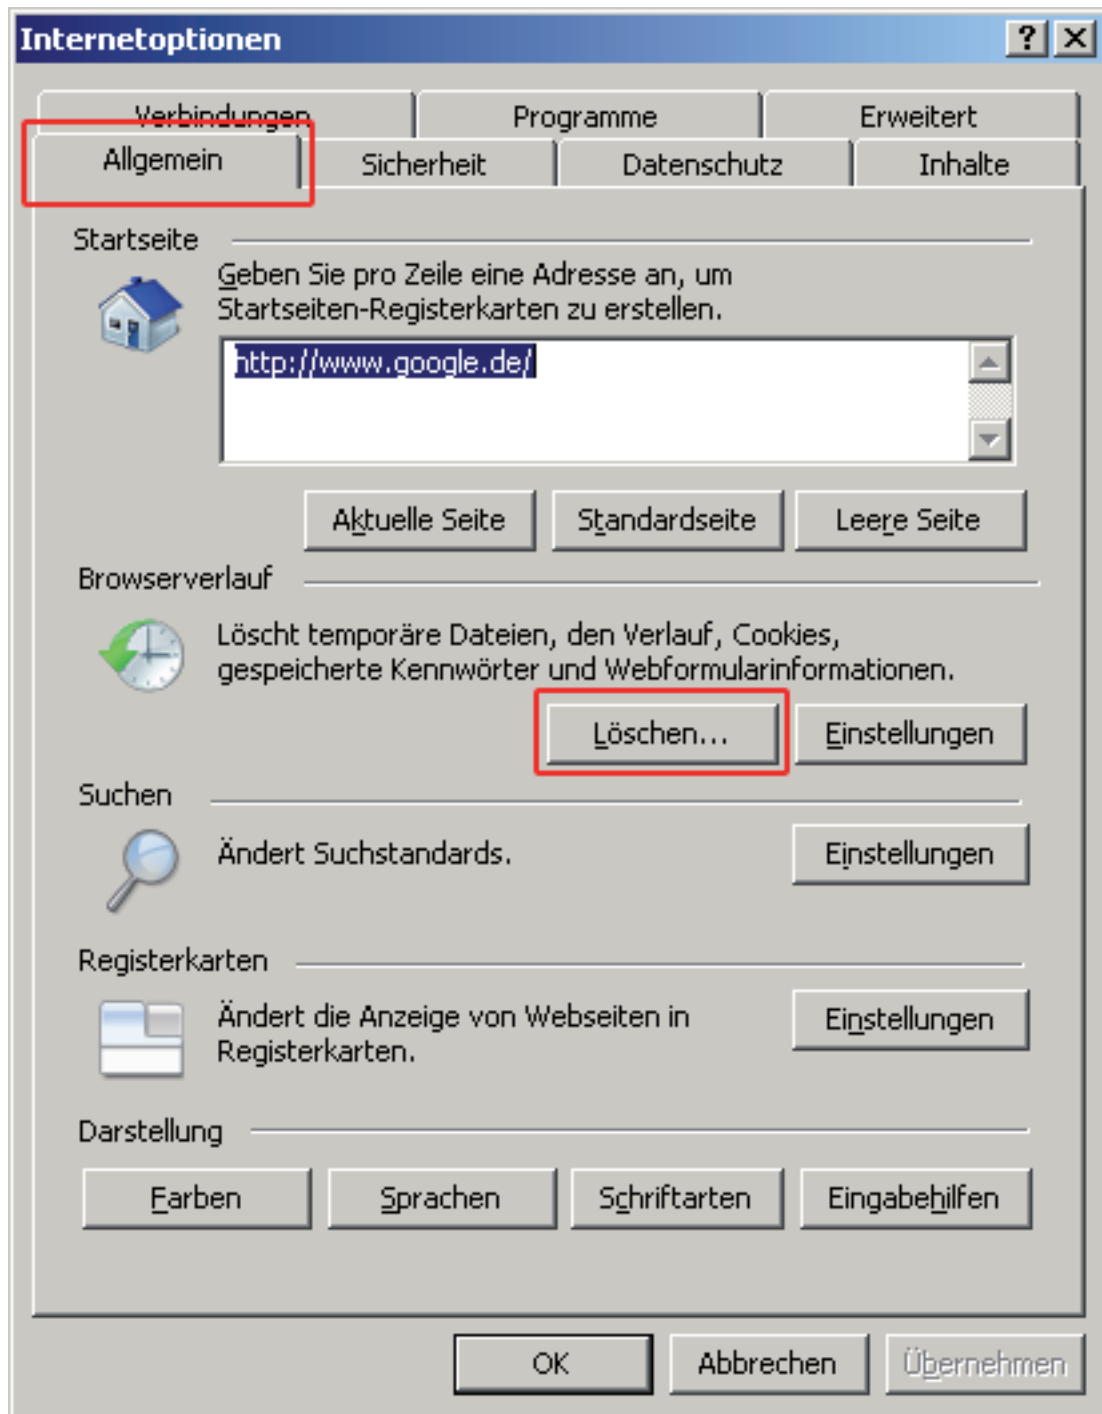 Internetoptionen
Verbindungen Programme Erweitert
Allgemein Sicherheit Datenschutz Inhalte
Startseite
Geben Sie pro Zeile eine Adresse an, um
Startseiten-Registerkarten zu erstellen.
http://www.google.de/
Aktuelle Seite Standardseite Leere Seite
Browserverlauf
Löscht temporäre Dateien, den Verlauf, Cookies,
gespeicherte Kennwörter und Webformularinformationen.
Löschen... Einstellungen
Suchen
Ändert Suchstandards. Einstellungen
Registerkarten
Ändert die Anzeige von Webseiten in
Registerkarten.
Einstellungen
Darstellung
Farben Sprachen Schriftarten Eingabehilfen
OK Abbrechen Übernehmen